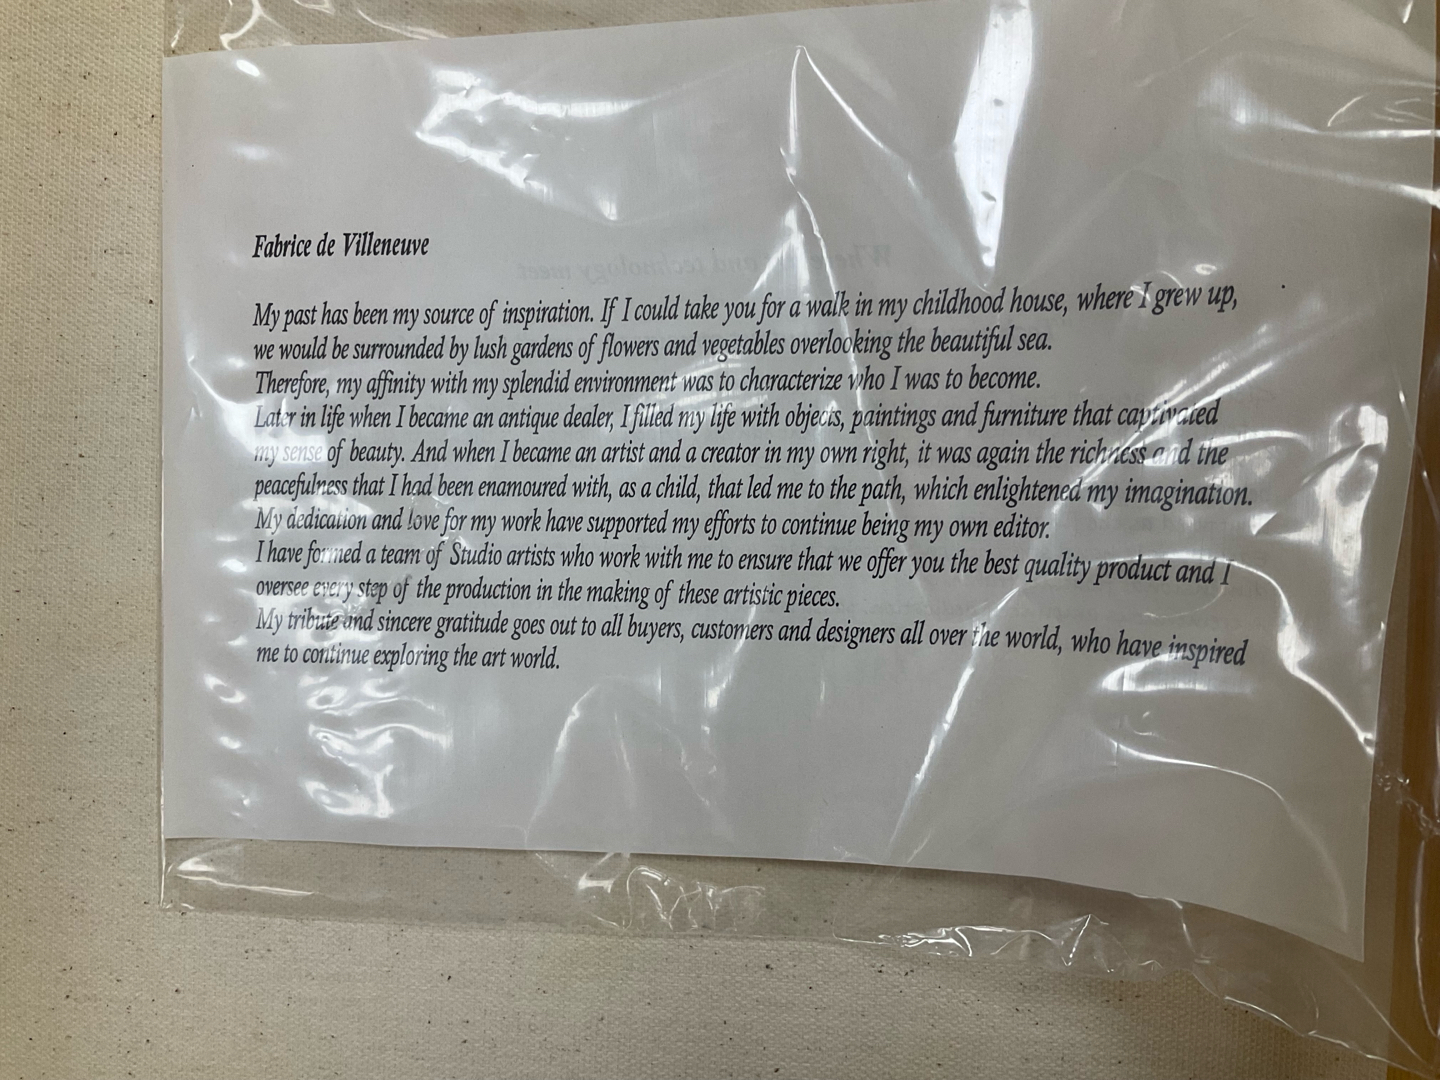 Fabrice de Villeneuve
My past has been my source of inspiration. If I could take you for a walk in my childhood house, where I grew up,
we would be surrounded by lush gardens of flowers and vegetables overlooking the beautiful sea.
Therefore, my affinity with my splendid environment was to characterize who I was to become.
Later in life when I became an antique dealer, I filled my life with objects, paintings and furniture that captivated
my sense of beauty. And when I became an artist and a creator in my own right, it was again the richness and the
peacefulness that I had been enamoured with, as a child, that led me to the path, which enlightened my imagination.
My dedication and love for my work have supported my efforts to continue being my own editor.
I have formed a team of Studio artists who work with me to ensure that we offer you the best quality product and I
oversee every step of the production in the making of these artistic pieces.
My tribute and sincere gratitude goes out to all buyers, customers and designers all over the world, who have inspired
me to continue exploring the art world.